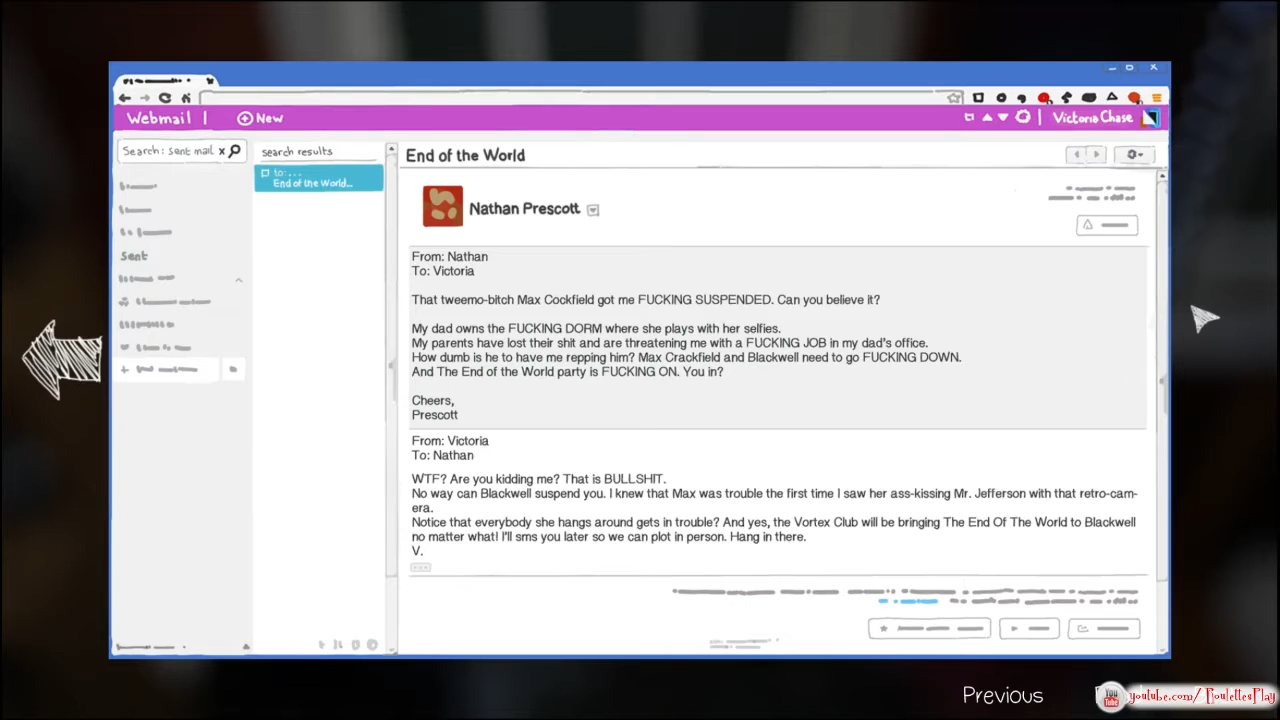 Webmail | New
Victoria Chase
Search: sent mail x
search results
to:...
End of the World...
Sent
End of the World
Nathan Prescott
From: Nathan
To: Victoria
That tweemo-bitch Max Cockfield got me FUCKING SUSPENDED. Can you believe it?
My dad owns the FUCKING DORM where she plays with her selfies.
My parents have lost their shit and are threatening me with a FUCKING JOB in my dad's office.
How dumb is he to have me repping him? Max Crackfield and Blackwell need to go FUCKING DOWN.
And The End of the World party is FUCKING ON. You in?
Cheers,
Prescott
From: Victoria
To: Nathan
WTF? Are you kidding me? That is BULLSHIT.
No way can Blackwell suspend you. I knew that Max was trouble the first time I saw her ass-kissing Mr. Jefferson with that retro-cam-
era.
Notice that everybody she hangs around gets in trouble? And yes, the Vortex Club will be bringing The End Of The World to Blackwell
no matter what! I'll sms you later so we can plot in person. Hang in there.
V.
Previous
You Tube youtube.com/RoulettesPlay